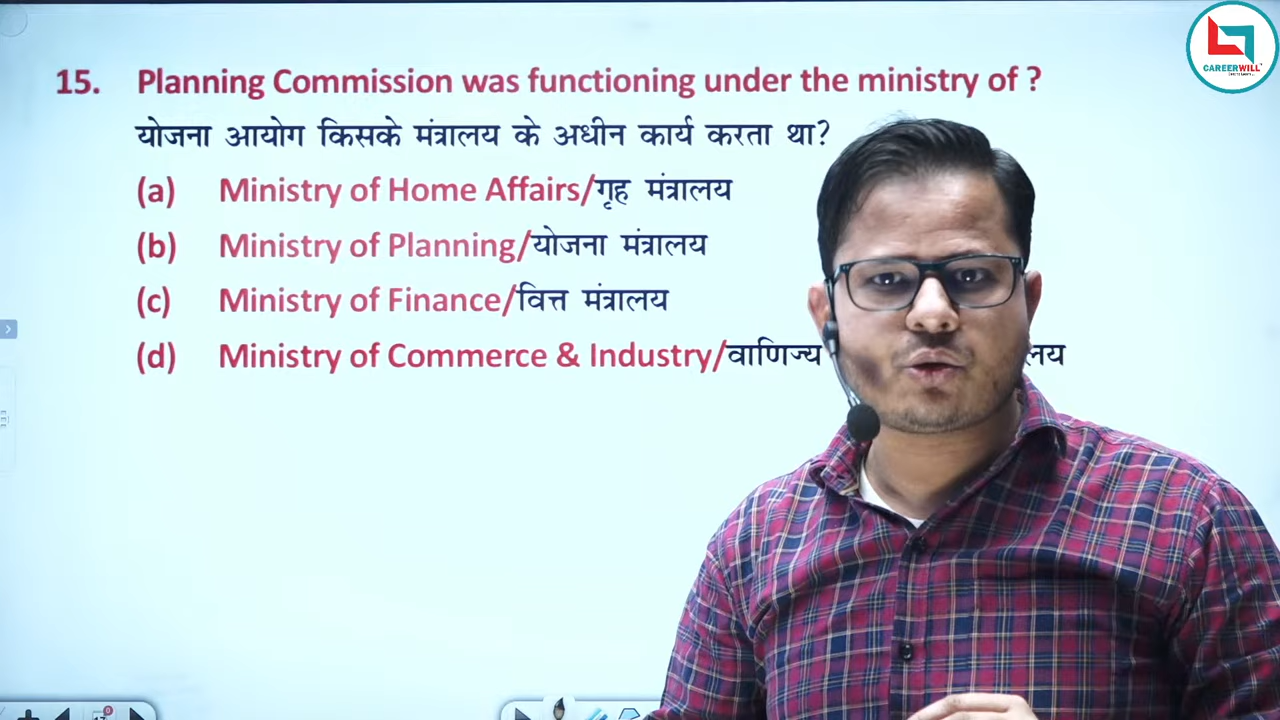 CAREERWILL
15. Planning Commission was functioning under the ministry of ?
योजना आयोग किसके मंत्रालय के अधीन कार्य करता था?
(a) Ministry of Home Affairs/गृह मंत्रालय
(b) Ministry of Planning/योजना मंत्रालय
(c) Ministry of Finance/वित्त मंत्रालय
(d) Ministry of Commerce & Industry/वाणिज्य लय